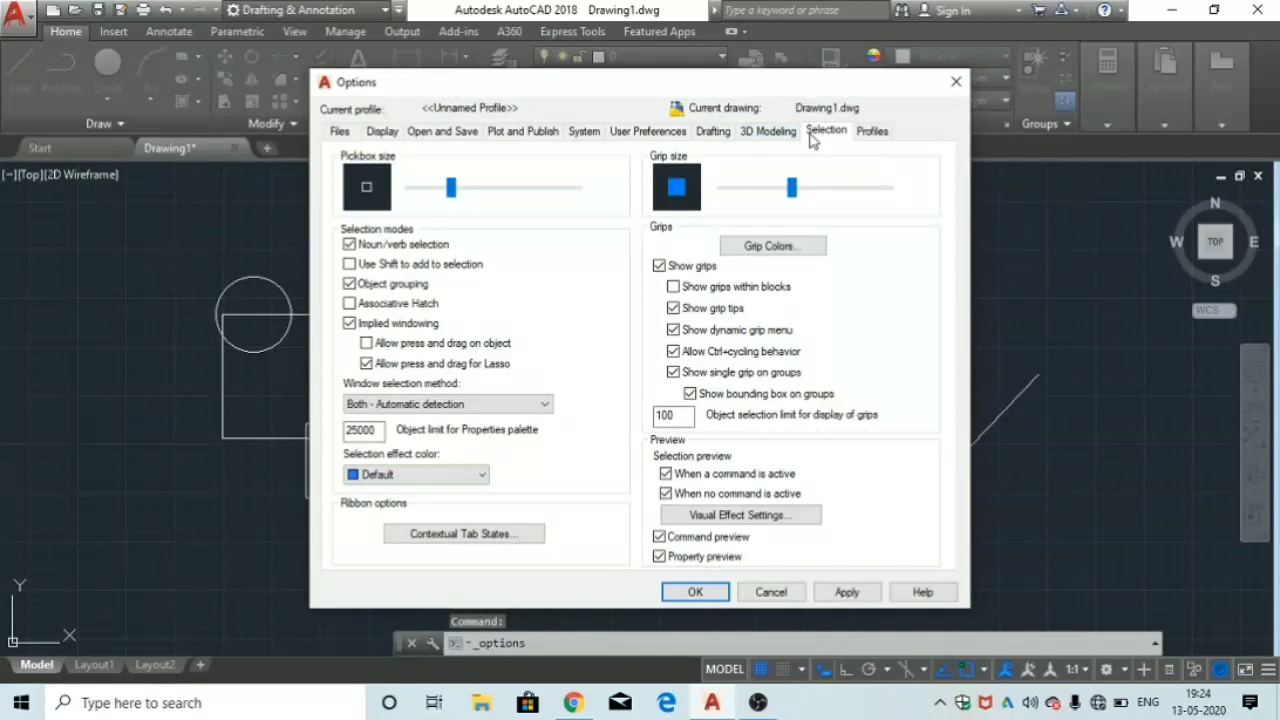 Drafting & Annotation
Autodesk AutoCAD 2018 Drawing1.dwg
Type a keyword or phrase
Sign In
Home Insert Annotate Parametric View Manage Output Add-ins A360 Express Tools Featured Apps
0
Draw
Modify
Groups
Start
Drawing1*
[−][Top][2D Wireframe]
Options
Current profile: <<Unnamed Profile>> Current drawing: Drawing1.dwg
Files Display Open and Save Plot and Publish System User Preferences Drafting 3D Modeling Selection Profiles
Pickbox size
Selection modes
Noun/verb selection
Use Shift to add to selection
Object grouping
Associative Hatch
Implied windowing
Allow press and drag on object
Allow press and drag for Lasso
Window selection method:
Both - Automatic detection
25000 Object limit for Properties palette
Selection effect color:
Default
Ribbon options
Contextual Tab States...
Grip size
Grips
Grip Colors...
Show grips
Show grips within blocks
Show grip tips
Show dynamic grip menu
Allow Ctrl+cycling behavior
Show single grip on groups
Show bounding box on groups
100 Object selection limit for display of grips
Preview
Selection preview
When a command is active
When no command is active
Visual Effect Settings...
Command preview
Property preview
OK Cancel Apply Help
N
W TOP E
S
WCS
Y
X
Command:
_options
Model Layout1 Layout2
MODEL
1:1
Type here to search
ENG
19:24
13-05-2020